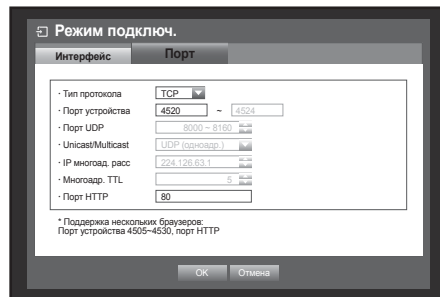 Режим подключ.
Интерфейс Порт
· Тип протокола TCP
· Порт устройства 4520 ~ 4524
· Порт UDP 8000 ~ 8160
· Unicast/Multicast UDP (одноадр.)
· IP многоад. расс 224.126.63.1
· Многоадр. TTL 5
· Порт HTTP 80
* Поддержка нескольких браузеров:
Порт устройства 4505~4530, порт HTTP
OK Отмена